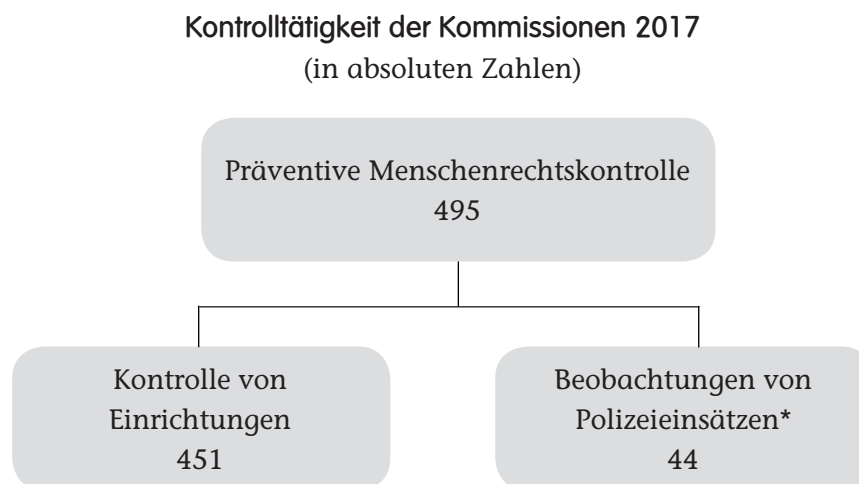 Kontrolltätigkeit der Kommissionen 2017
(in absoluten Zahlen)
Präventive Menschenrechtskontrolle
495
Kontrolle von
Einrichtungen
451
Beobachtungen von
Polizeieinsätzen*
44